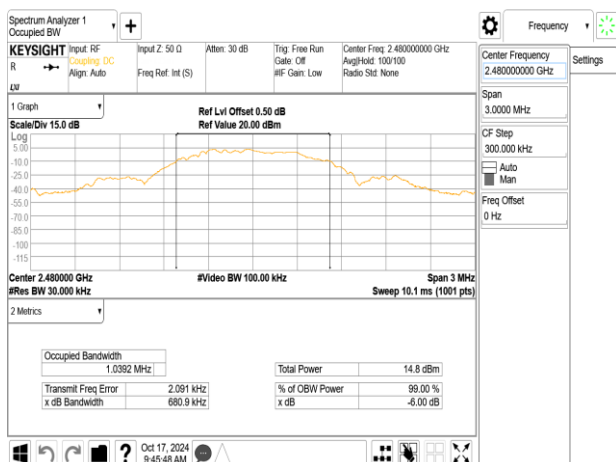 Spectrum Analyzer 1
Occupied BW
Frequency
KEYSIGHT
R
LXI
Input: RF
Coupling: DC
Align: Auto
Input Z: 50 Ω
Freq Ref: Int (S)
Atten: 30 dB
Trig: Free Run
Gate: Off
#IF Gain: Low
Center Freq: 2.480000000 GHz
Avg|Hold: 100/100
Radio Std: None
Center Frequency
2.480000000 GHz
Settings
Span
3.0000 MHz
CF Step
300.000 kHz
Auto
Man
Freq Offset
0 Hz
1 Graph
Scale/Div 15.0 dB
Ref Lvl Offset 0.50 dB
Ref Value 20.00 dBm
Log
5.00
-10.0
-25.0
-40.0
-55.0
-70.0
-85.0
-100
-115
Center 2.480000 GHz
#Res BW 30.000 kHz
#Video BW 100.00 kHz
Span 3 MHz
Sweep 10.1 ms (1001 pts)
2 Metrics
Occupied Bandwidth
1.0392 MHz
Transmit Freq Error 2.091 kHz
x dB Bandwidth 680.9 kHz
Total Power 14.8 dBm
% of OBW Power 99.00 %
x dB -6.00 dB
?
Oct 17, 2024
9:45:48 AM